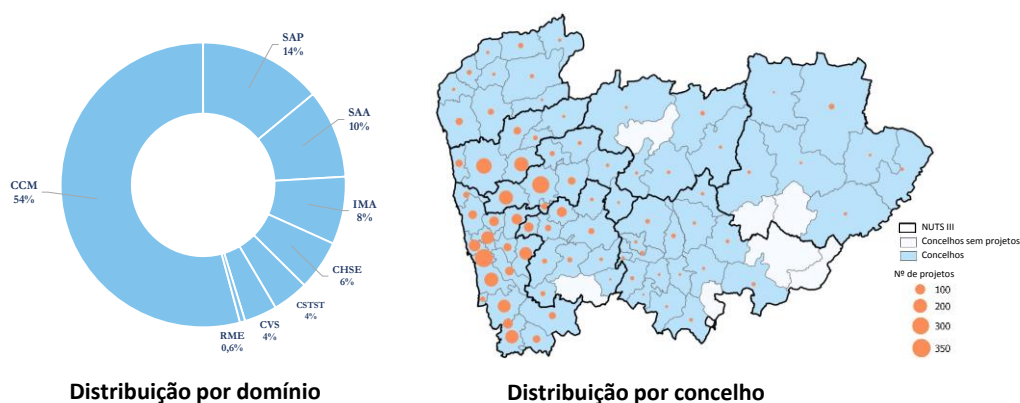 SAP
14%
SAA
10%
IMA
8%
CHSE
6%
CSTST
4%
CVS
4%
RME
0,6%
CCM
54%
Distribuição por domínio
NUTS III
Concelhos sem projetos
Concelhos
Nº de projetos
100
200
300
350
Distribuição por concelho